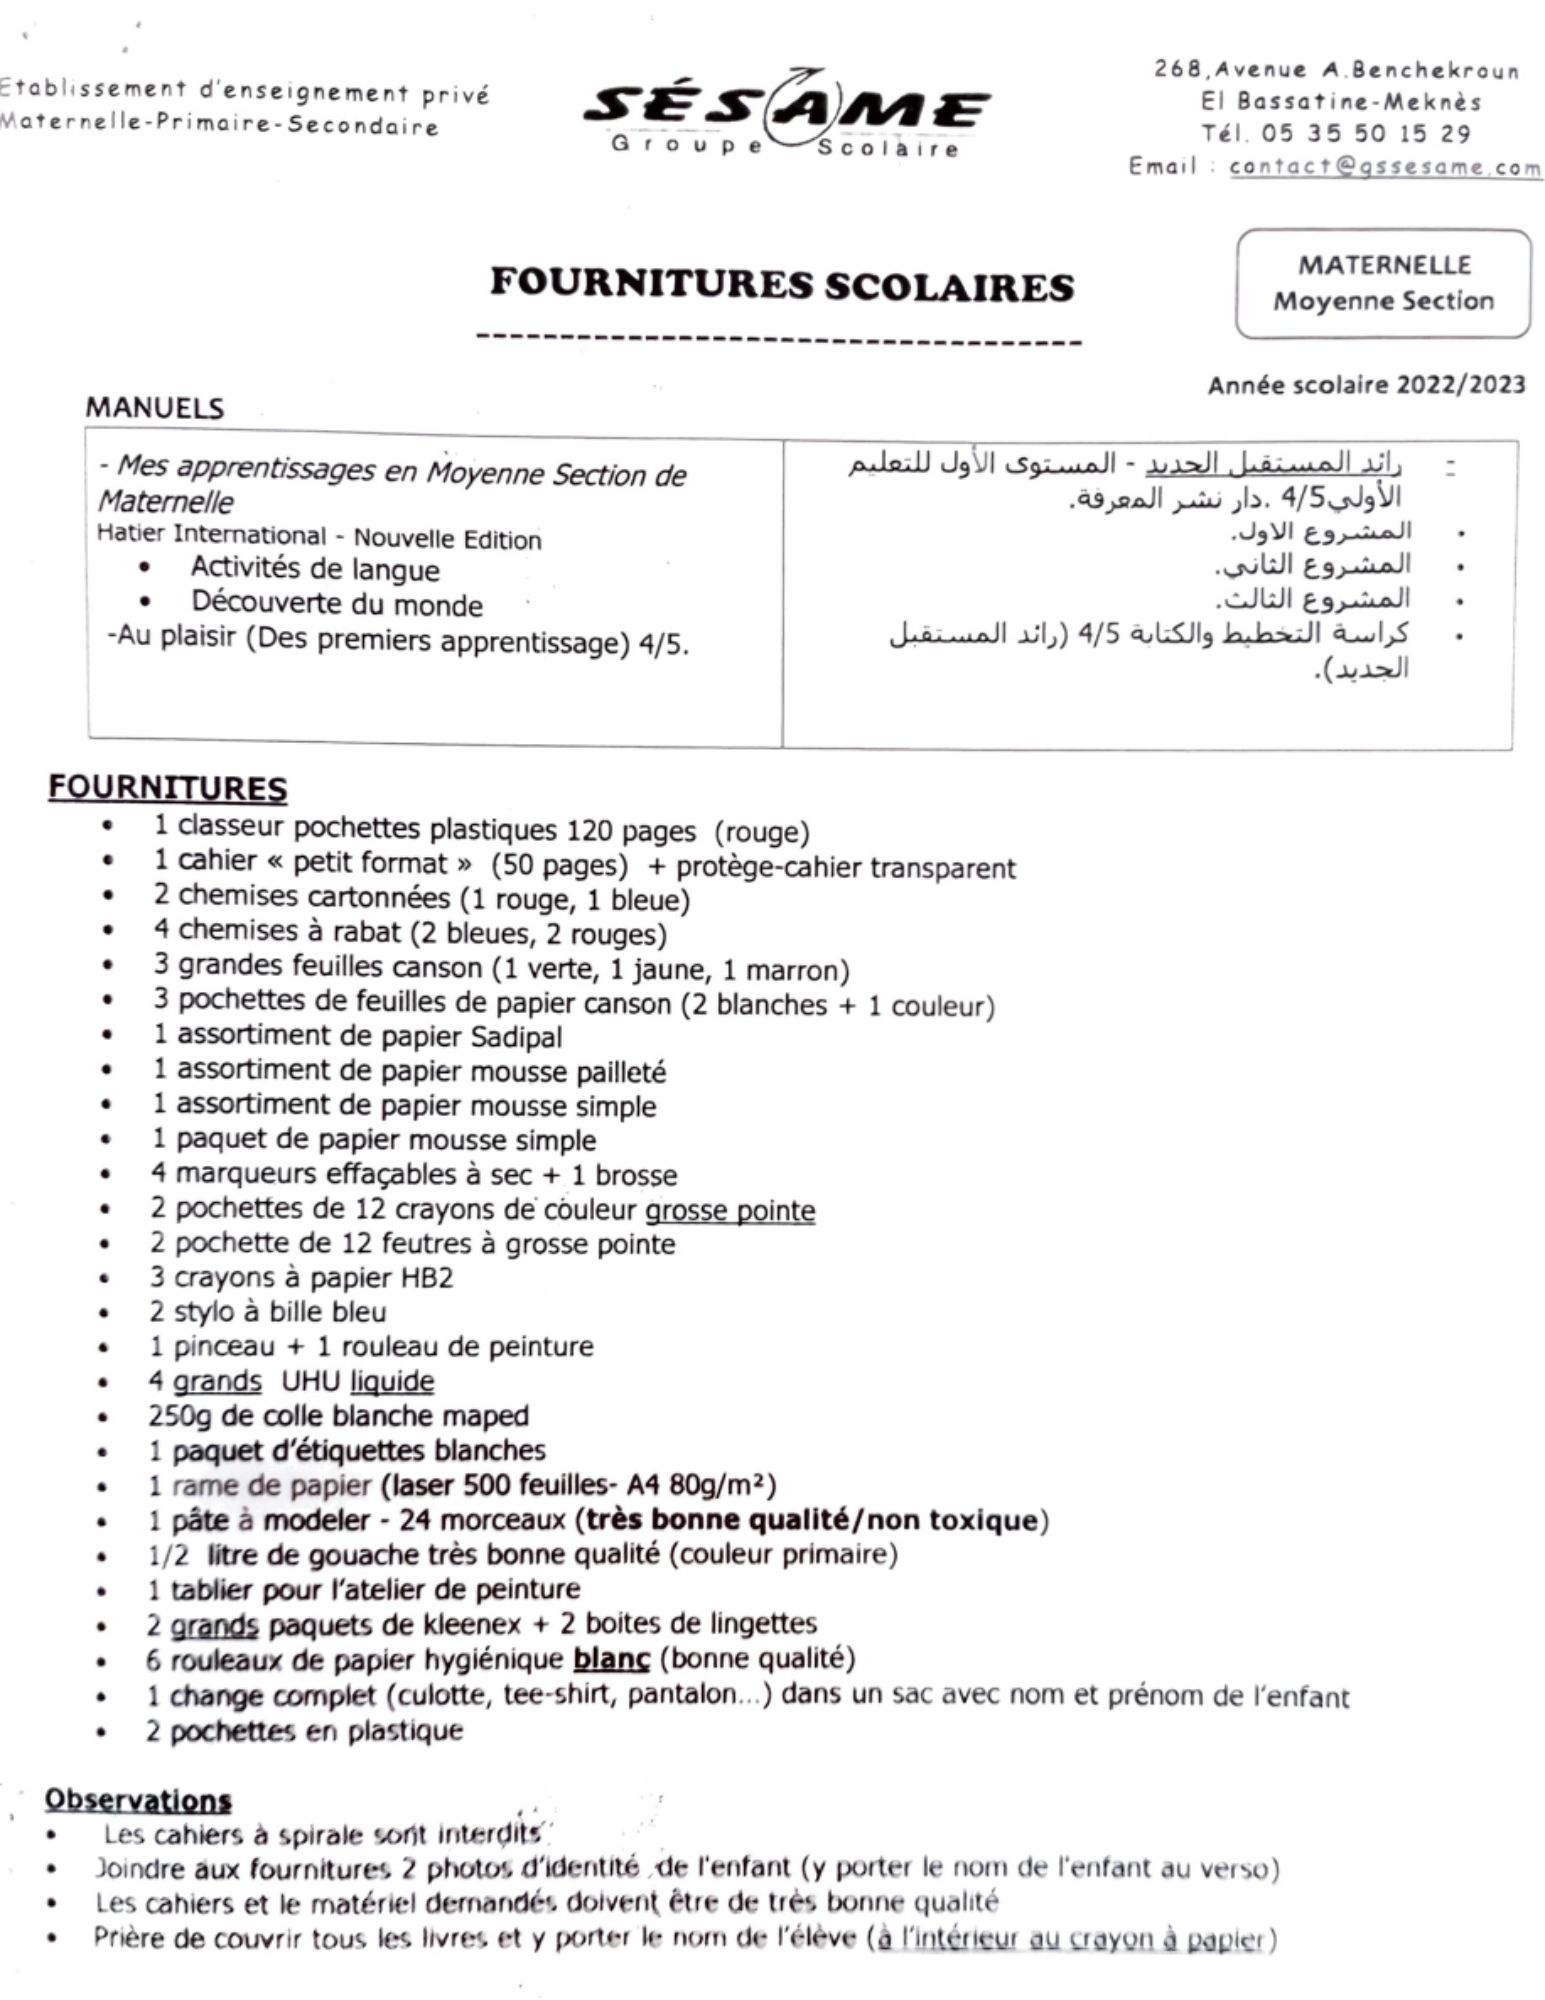 Etablissement d'enseignement privé
Maternelle-Primaire-Secondaire
SÉSAME
Groupe Scolaire
268,Avenue A.Benchekroun
El Bassatine-Meknès
Tél. 05 35 50 15 29
Email : contact@gssesame.com
MATERNELLE
Moyenne Section
FOURNITURES SCOLAIRES
------------------------------------
Année scolaire 2022/2023
MANUELS
- Mes apprentissages en Moyenne Section de
Maternelle
Hatier International - Nouvelle Edition
• Activités de langue
• Découverte du monde
-Au plaisir (Des premiers apprentissage) 4/5.
- رائد المستقبل الجديد - المستوى الأول للتعليم
الأولي4/5 .دار نشر المعرفة.
• المشروع الاول.
• المشروع الثاني.
• المشروع الثالث.
• كراسة التخطيط والكتابة 4/5 (رائد المستقبل
الجديد).
FOURNITURES
• 1 classeur pochettes plastiques 120 pages (rouge)
• 1 cahier « petit format » (50 pages) + protège-cahier transparent
• 2 chemises cartonnées (1 rouge, 1 bleue)
• 4 chemises à rabat (2 bleues, 2 rouges)
• 3 grandes feuilles canson (1 verte, 1 jaune, 1 marron)
• 3 pochettes de feuilles de papier canson (2 blanches + 1 couleur)
• 1 assortiment de papier Sadipal
• 1 assortiment de papier mousse pailleté
• 1 assortiment de papier mousse simple
• 1 paquet de papier mousse simple
• 4 marqueurs effaçables à sec + 1 brosse
• 2 pochettes de 12 crayons de couleur grosse pointe
• 2 pochette de 12 feutres à grosse pointe
• 3 crayons à papier HB2
• 2 stylo à bille bleu
• 1 pinceau + 1 rouleau de peinture
• 4 grands UHU liquide
• 250g de colle blanche maped
• 1 paquet d'étiquettes blanches
• 1 rame de papier (laser 500 feuilles- A4 80g/m²)
• 1 pâte à modeler - 24 morceaux (très bonne qualité/non toxique)
• 1/2 litre de gouache très bonne qualité (couleur primaire)
• 1 tablier pour l'atelier de peinture
• 2 grands paquets de kleenex + 2 boites de lingettes
• 6 rouleaux de papier hygiénique blanc (bonne qualité)
• 1 change complet (culotte, tee-shirt, pantalon...) dans un sac avec nom et prénom de l'enfant
• 2 pochettes en plastique
Observations
• Les cahiers à spirale sont interdits
• Joindre aux fournitures 2 photos d'identité de l'enfant (y porter le nom de l'enfant au verso)
• Les cahiers et le matériel demandés doivent être de très bonne qualité
• Prière de couvrir tous les livres et y porter le nom de l'élève (à l'intérieur au crayon à papier)